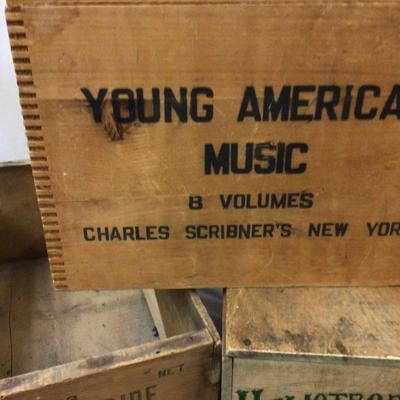 YOUNG AMERICA
MUSIC
8 VOLUMES
CHARLES SCRIBNER'S NEW YOR
NET